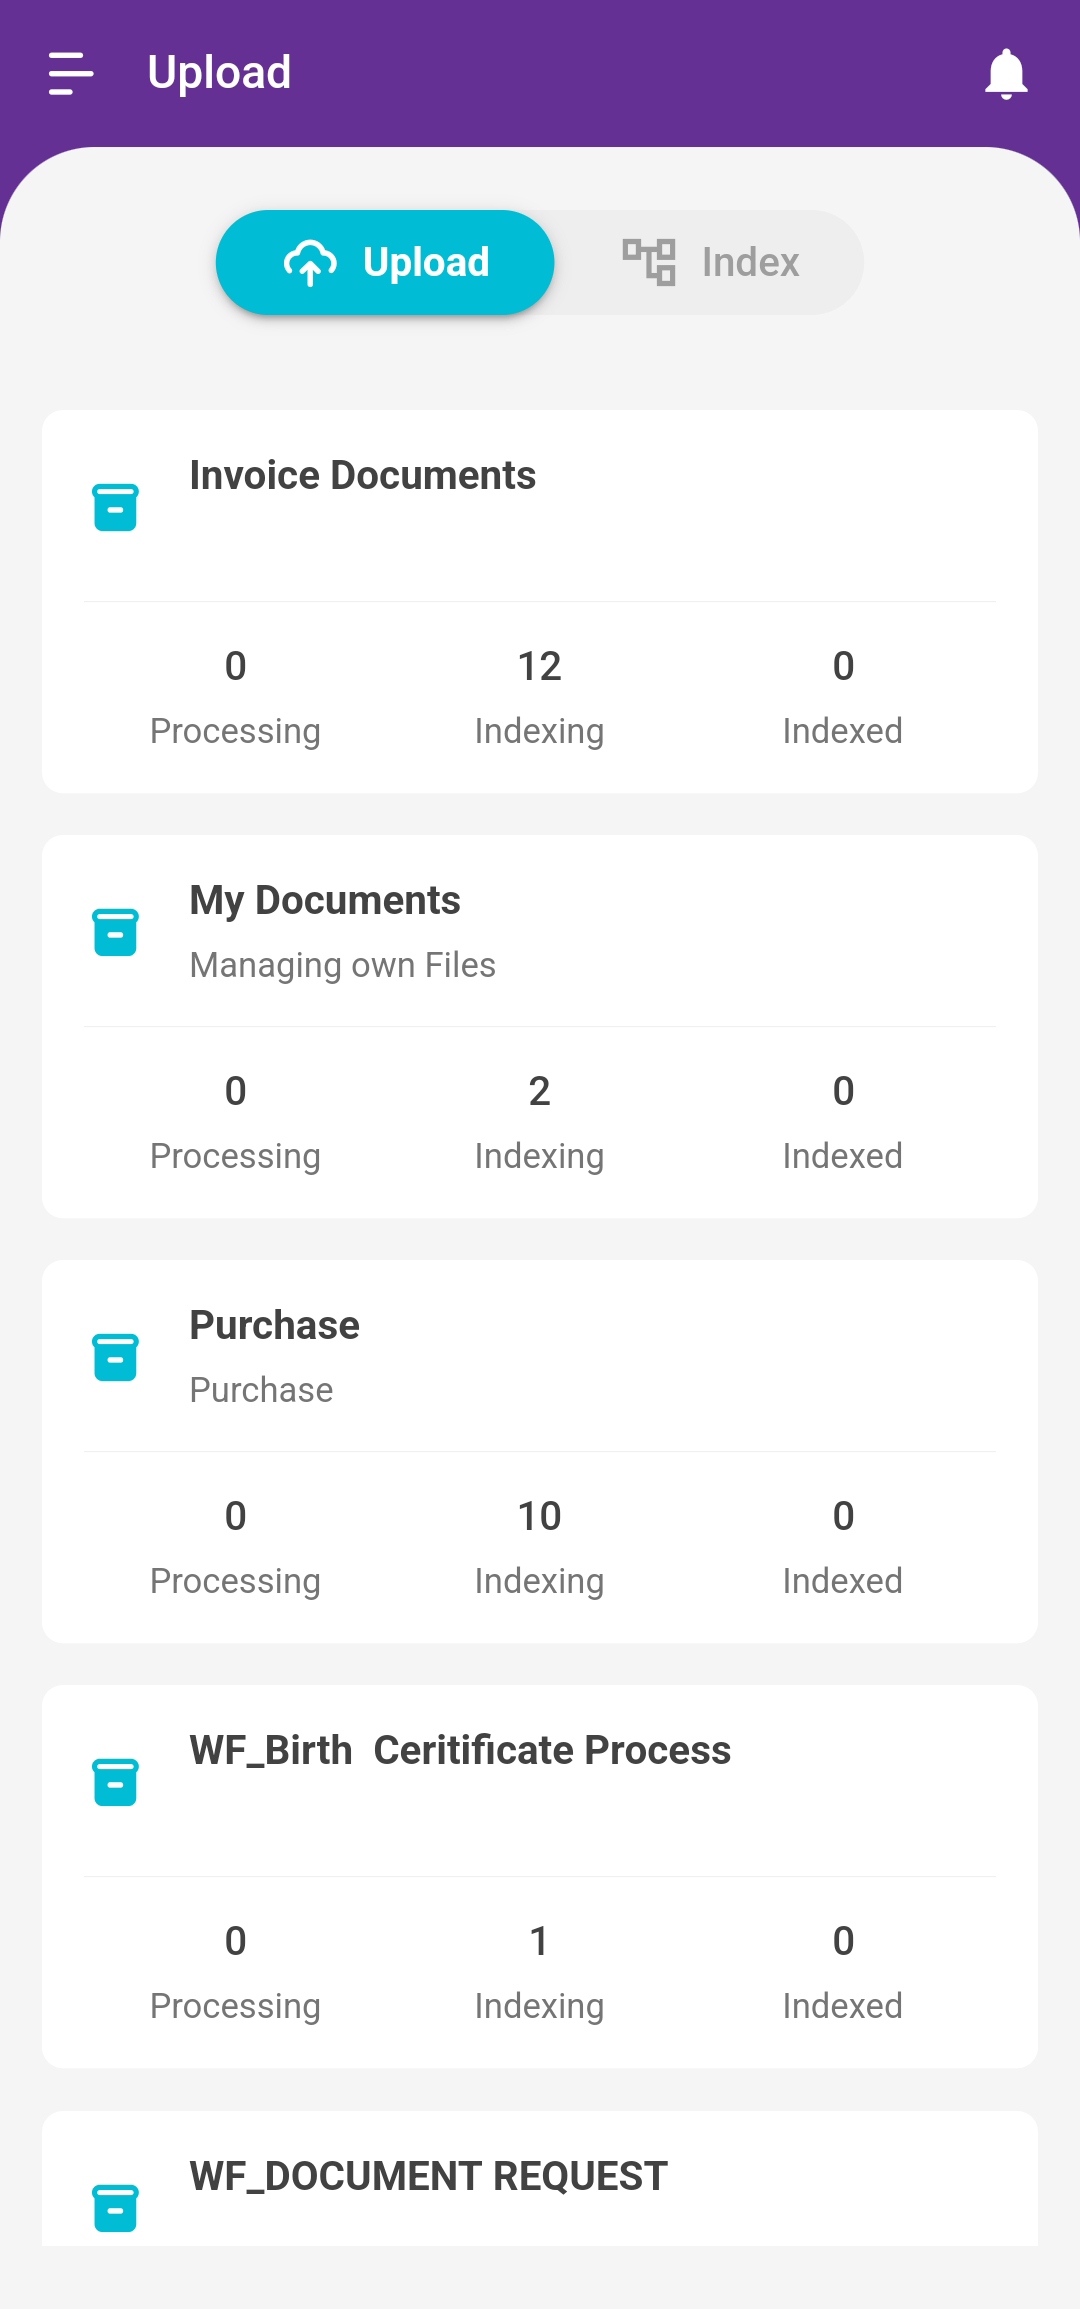 Upload
Upload Index
Invoice Documents
0 12 0
Processing Indexing Indexed
My Documents
Managing own Files
0 2 0
Processing Indexing Indexed
Purchase
Purchase
0 10 0
Processing Indexing Indexed
WF_Birth  Ceritificate Process
0 1 0
Processing Indexing Indexed
WF_DOCUMENT REQUEST